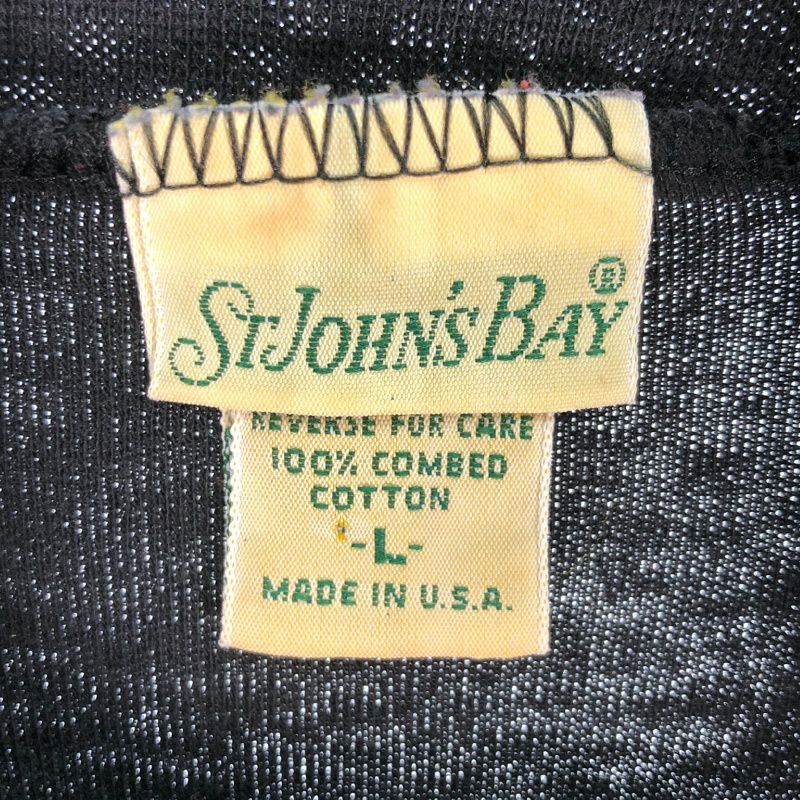 ST JOHN'S BAY ®
REVERSE FOR CARE
100% COMBED
COTTON
-L-
MADE IN U.S.A.